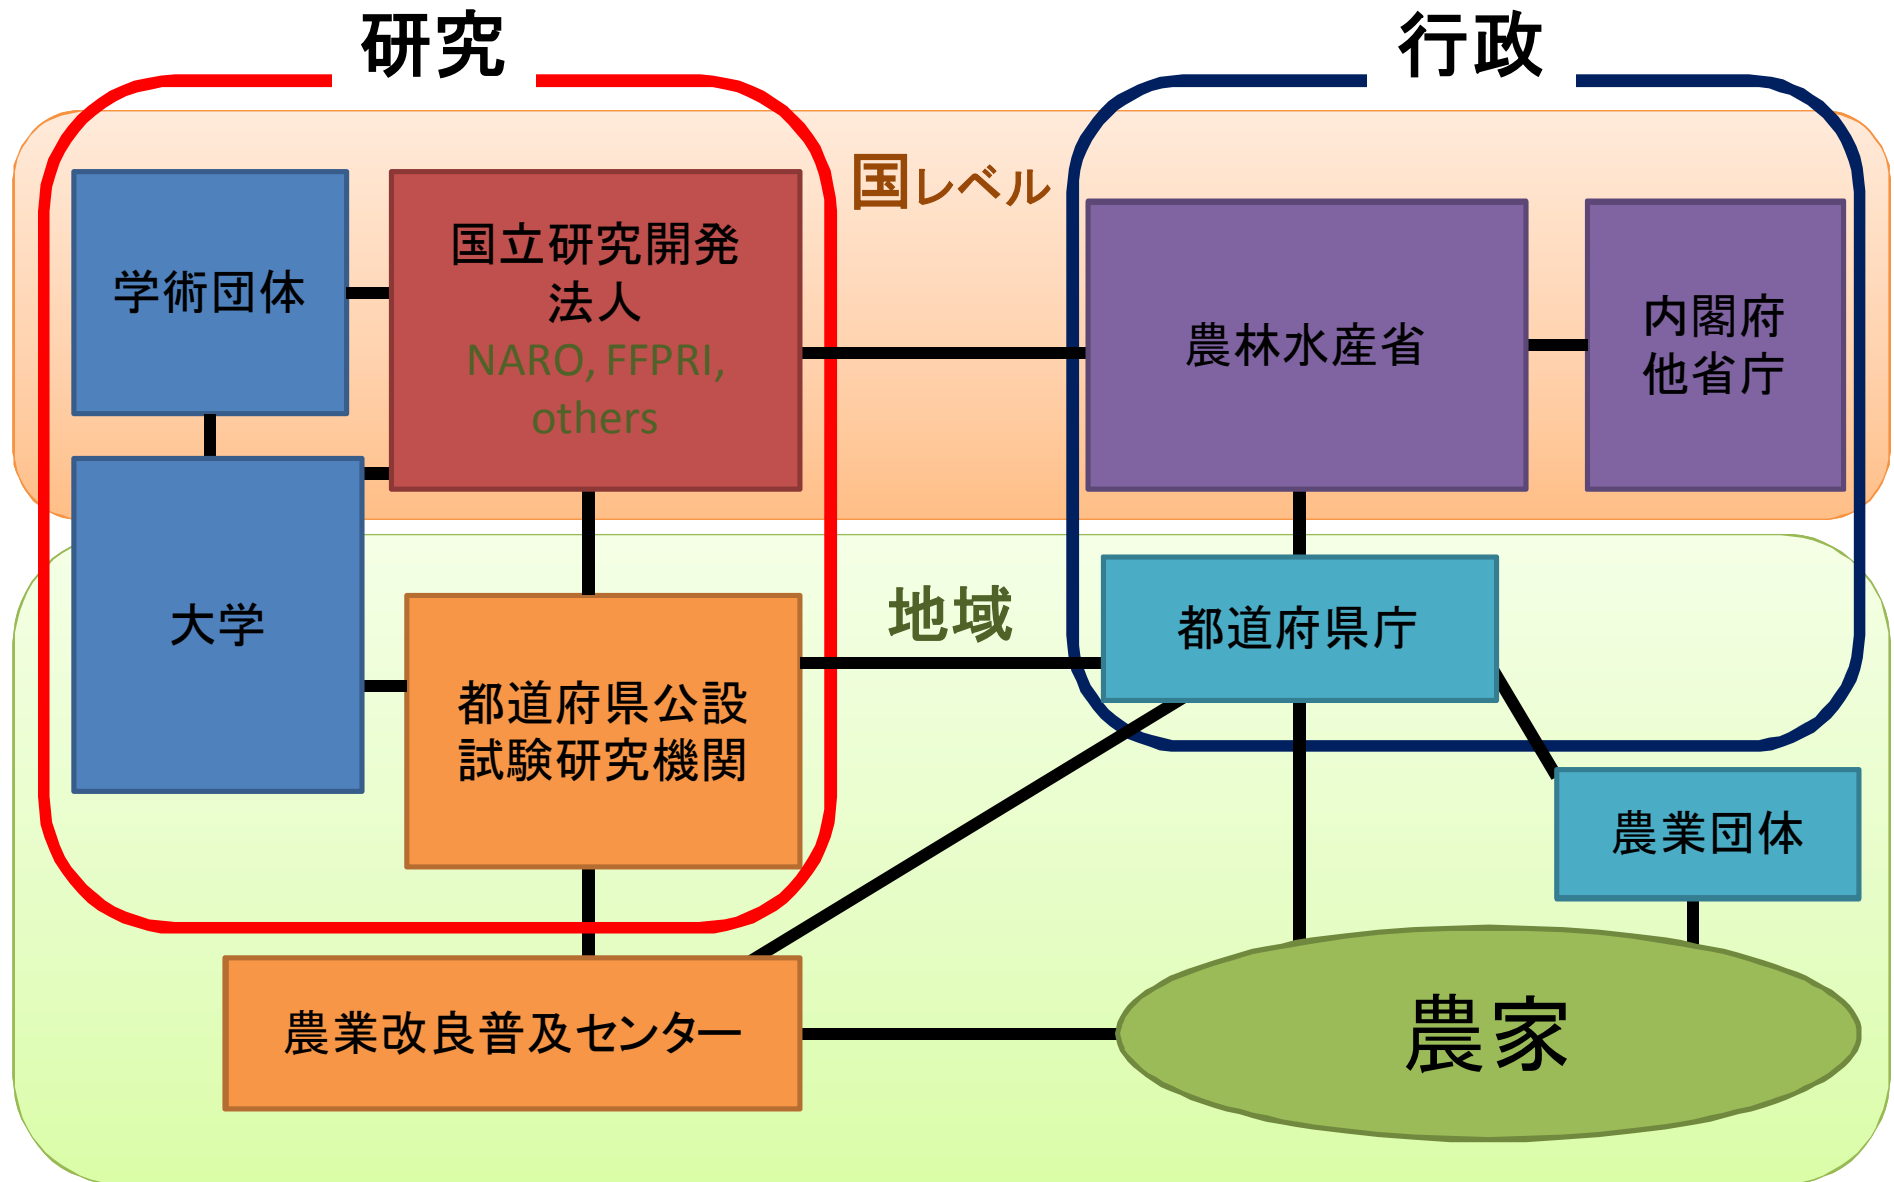 研究
行政
国レベル
学術団体
国立研究開発
法人
NARO, FFPRI,
others
農林水産省
内閣府
他省庁
大学
地域
都道府県庁
都道府県公設
試験研究機関
農業団体
農業改良普及センター
農家